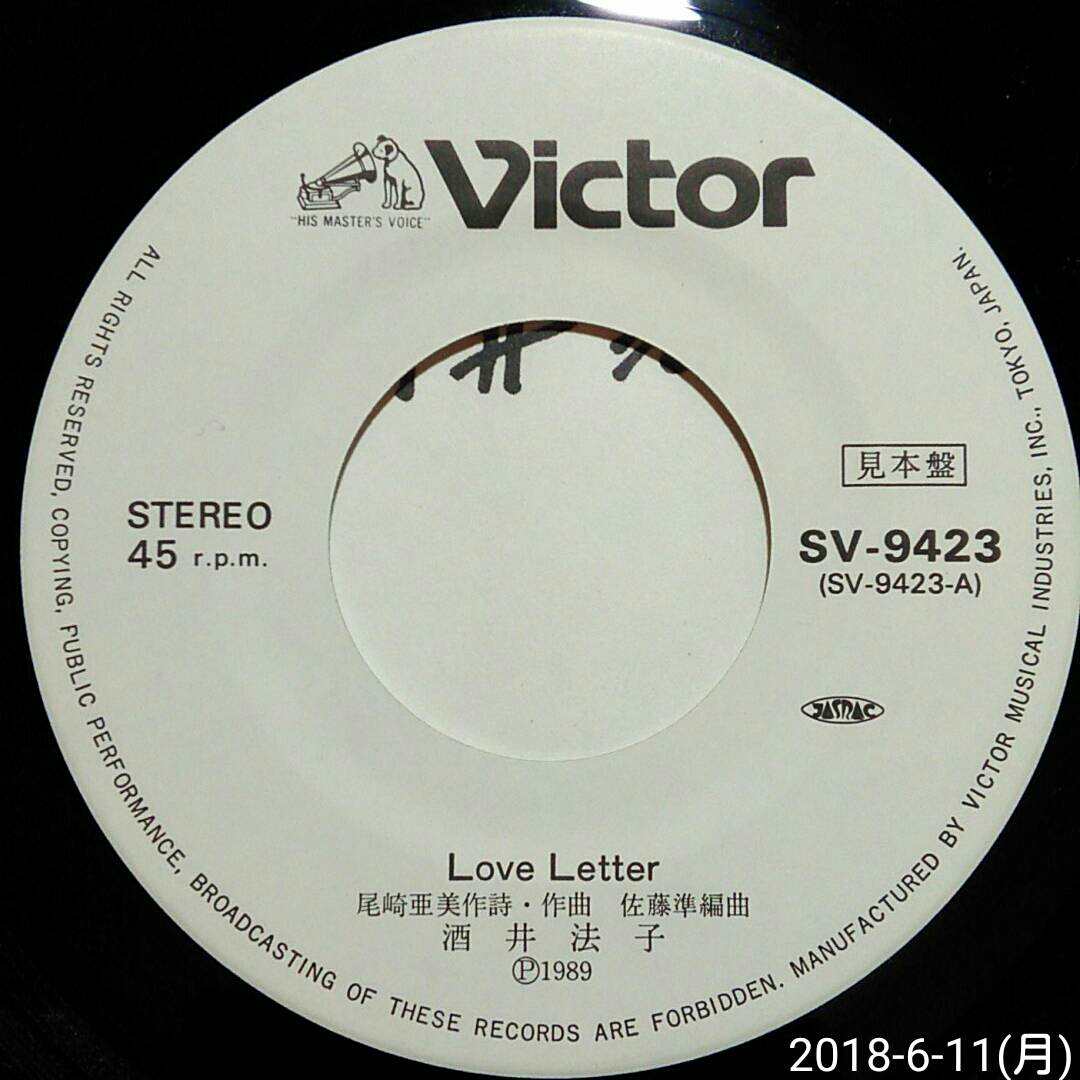 Victor
"HIS MASTER'S VOICE"
見本盤
STEREO
45 r.p.m.
SV-9423
(SV-9423-A)
JASRAC
Love Letter
尾崎亜美作詩・作曲 佐藤準編曲
酒井法子
Ⓟ1989
ALL RIGHTS RESERVED, COPYING, PUBLIC PERFORMANCE, BROADCASTING OF THESE RECORDS ARE FORBIDDEN. MANUFACTURED BY VICTOR MUSICAL INDUSTRIES, INC., TOKYO, JAPAN.
2018-6-11(月)